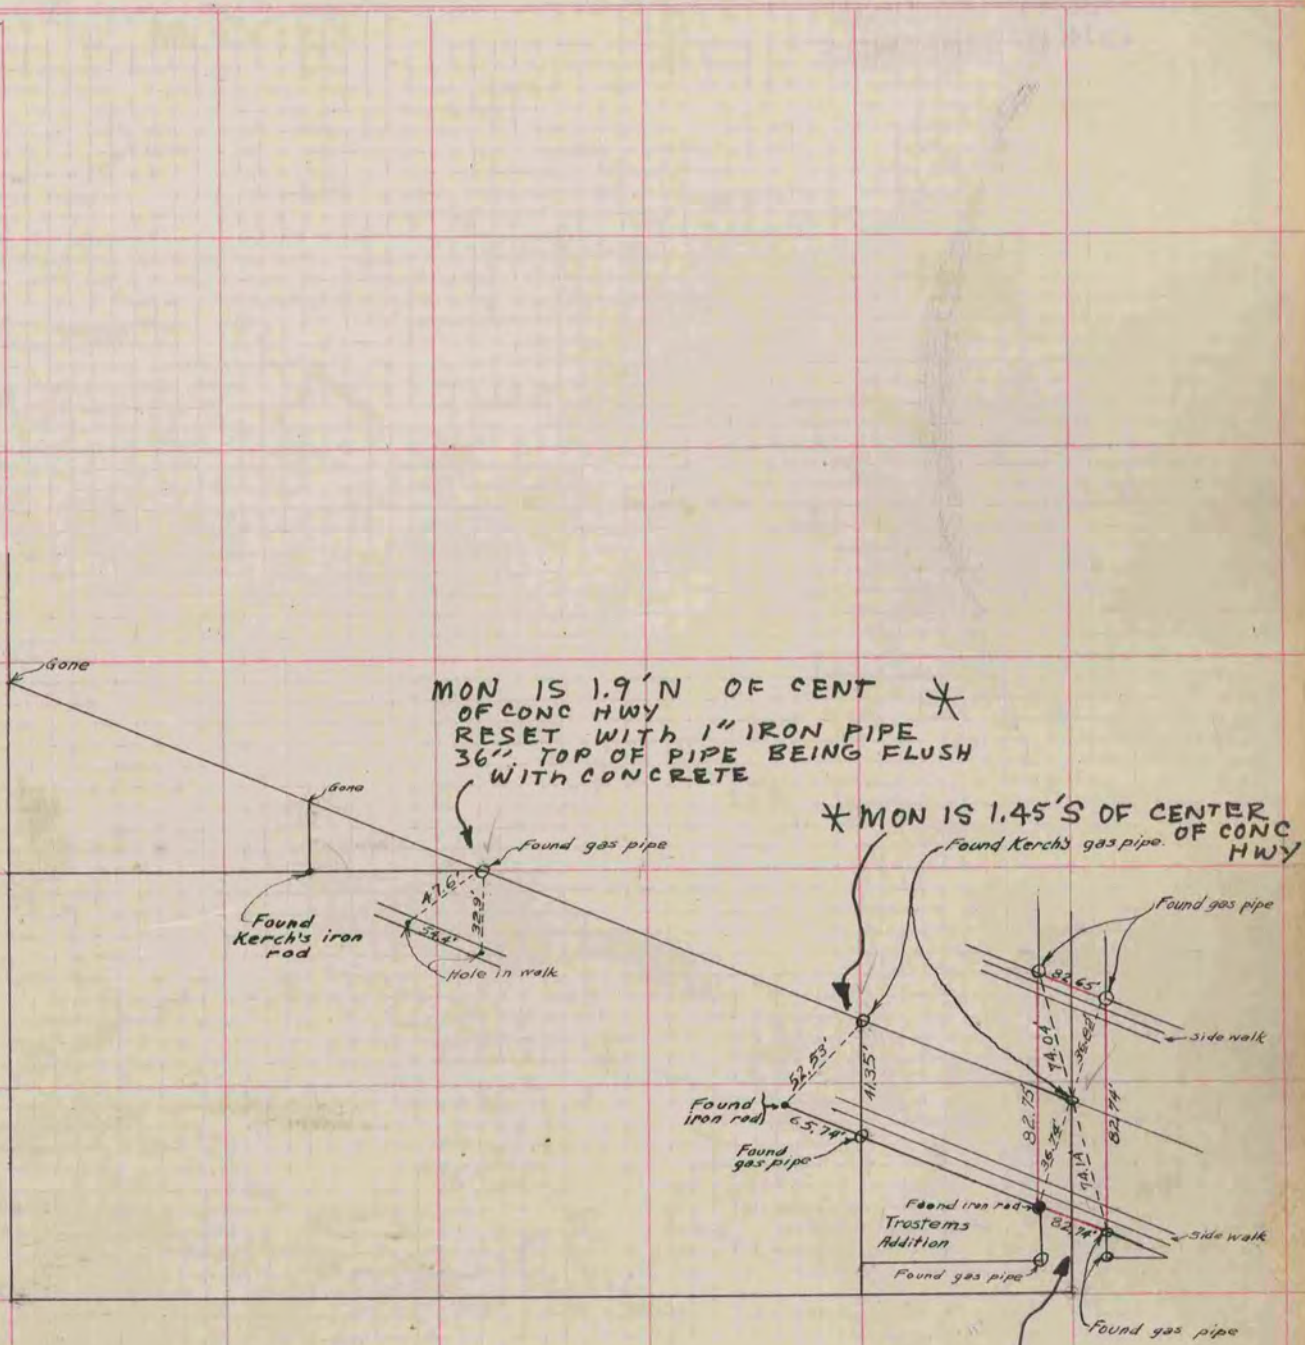 Gone
MON IS 1.9'N OF CENT *
OF CONC HWY
RESET WITH 1" IRON PIPE
36". TOP OF PIPE BEING FLUSH
WITH CONCRETE
Gone
* MON IS 1.45'S OF CENTER
OF CONC
HWY
Found gas pipe
Found Kerch's gas pipe.
Found gas pipe
47.6'
32.9'
54.4'
Found
Kerch's iron
rod
Hole in walk
82.65'
Side walk
74.04'
36.82'
52.53'
41.35'
82.75'
82.74'
Found
iron rod
65.74'
Found
gas pipe
36.78'
74.14
Found iron rod
Trostems
Addition
82.74'
Side walk
Found gas pipe
Found gas pipe